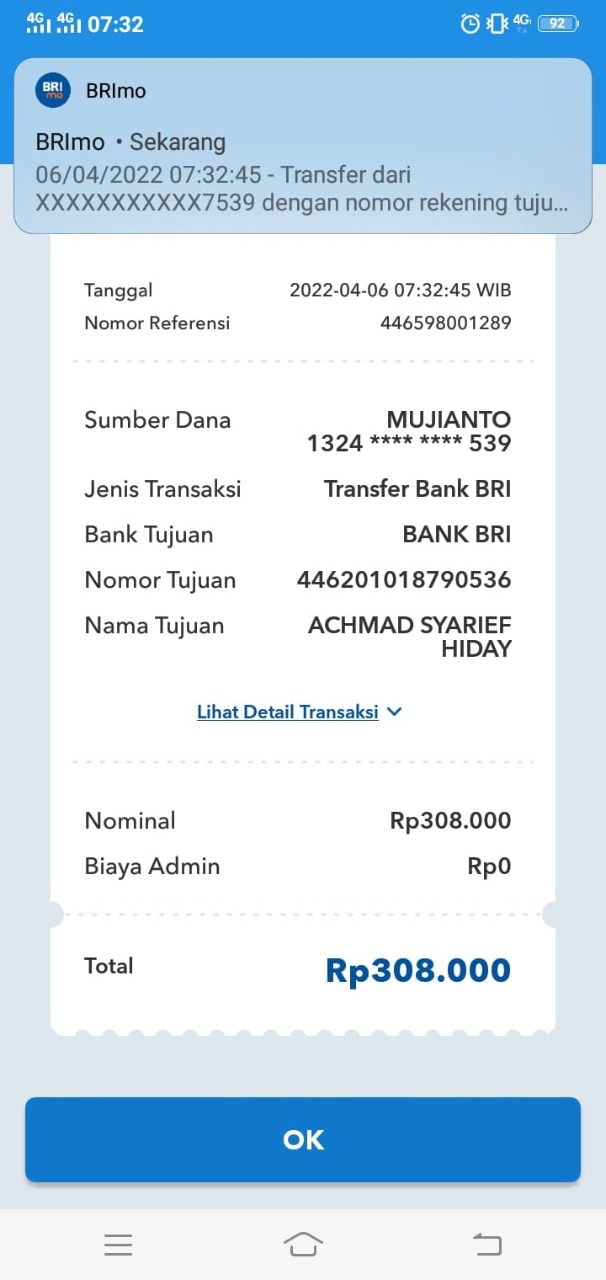 4G 4G 07:32 4G 92
BRI mo BRImo
BRImo • Sekarang
06/04/2022 07:32:45 - Transfer dari
XXXXXXXXXXX7539 dengan nomor rekening tuju...
Tanggal 2022-04-06 07:32:45 WIB
Nomor Referensi 446598001289
Sumber Dana MUJIANTO
1324 **** **** 539
Jenis Transaksi Transfer Bank BRI
Bank Tujuan BANK BRI
Nomor Tujuan 446201018790536
Nama Tujuan ACHMAD SYARIEF
HIDAY
Lihat Detail Transaksi
Nominal Rp308.000
Biaya Admin Rp0
Total Rp308.000
OK